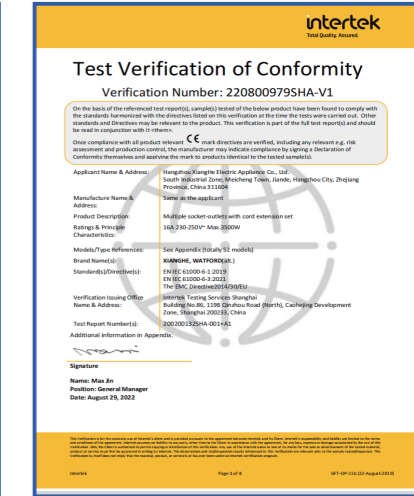 intertek
Total Quality. Assured.
Test Verification of Conformity
Verification Number: 220800979SHA-V1
On the basis of the referenced test report(s), sample(s) tested of the below product have been found to comply with
the standards harmonized with the directives listed on this verification at the time the tests were carried out. Other
standards and Directives may be relevant to the product. This verification is part of the full test report(s) and should
be read in conjunction with it <them>.
Once compliance with all product relevant CE mark directives are verified, including any relevant e.g. risk
assessment and production control, the manufacturer may indicate compliance by signing a Declaration of
Conformity themselves and applying the mark to products identical to the tested sample(s).
Applicant Name & Address: Hangzhou XiangHe Electric Appliance Co., Ltd.
South Industrial Zone, Meicheng Town, Jiande, Hangzhou City, Zhejiang
Province, China 311604
Manufacture Name & Address: Same as the applicant
Product Description: Multiple socket-outlets with cord extension set
Ratings & Principle Characteristics: 16A 230-250V~ Max.3500W
Models/Type References: See Appendix (totally 52 models)
Brand Name(s): XIANGHE, WATFORD(alt.)
Standard(s)/Directive(s): EN IEC 61000-6-1:2019
EN IEC 61000-6-3:2021
The EMC Directive2014/30/EU
Verification Issuing Office Name & Address: Intertek Testing Services Shanghai
Building No.86, 1198 Qinzhou Road (North), Caohejing Development
Zone, Shanghai 200233, China
Test Report Number(s): 200200132SHA-001+A1
Additional information in Appendix.
Signature
Name: Max Jin
Position: General Manager
Date: August 29, 2022
Intertek
Page 1 of 4
GFT-OP-116 (22-August-2019)